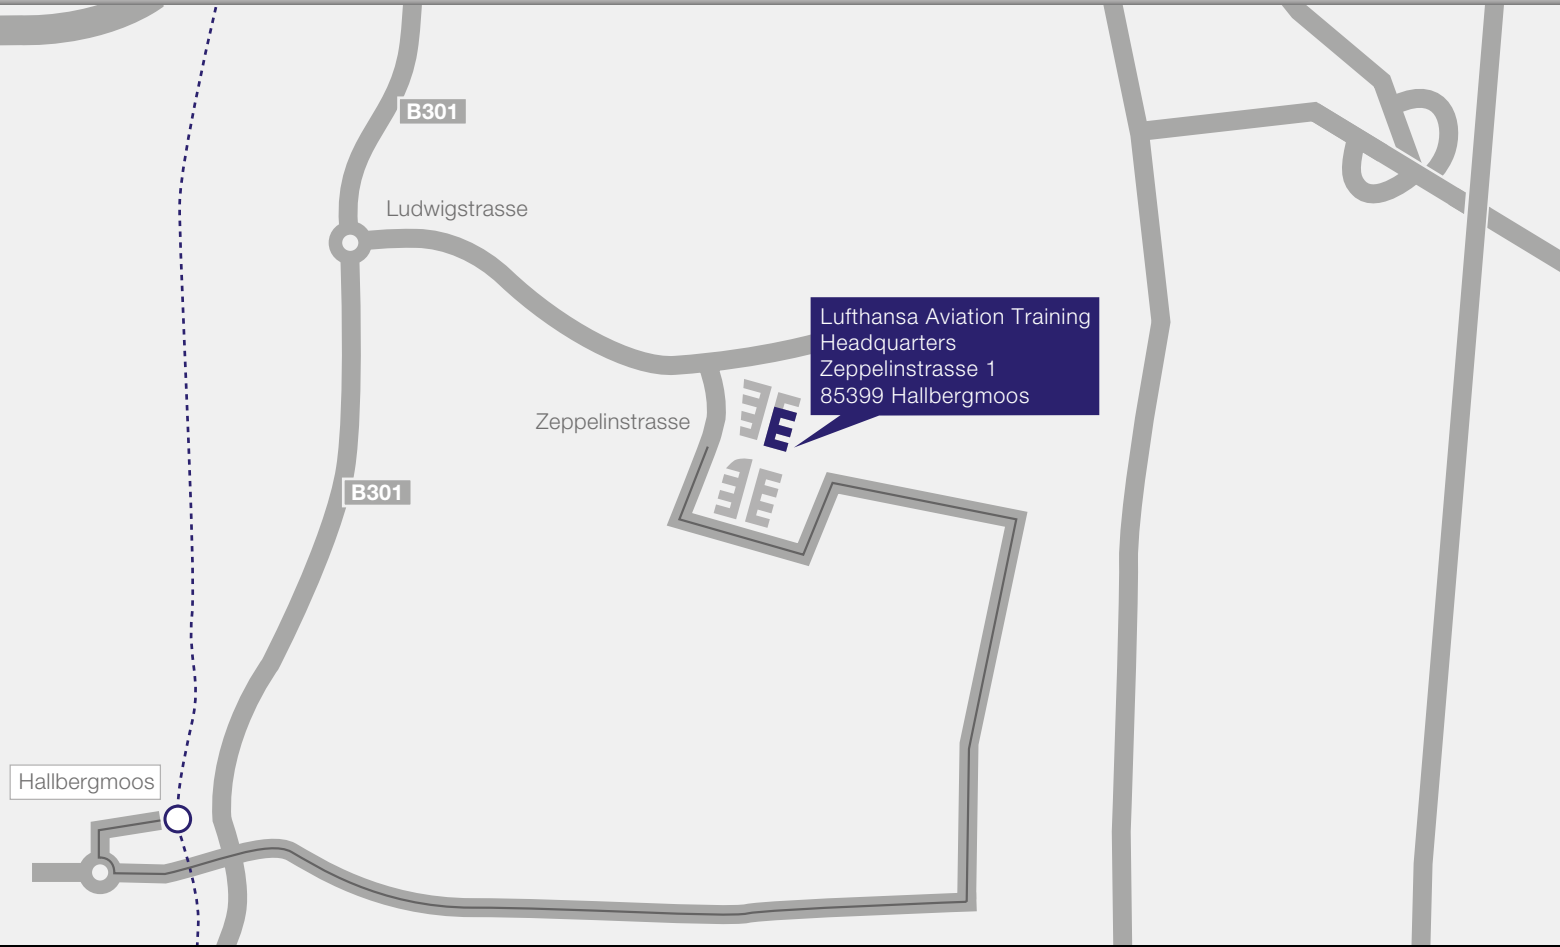 B301
Ludwigstrasse
Lufthansa Aviation Training
Headquarters
Zeppelinstrasse 1
85399 Hallbergmoos
Zeppelinstrasse
B301
Hallbergmoos